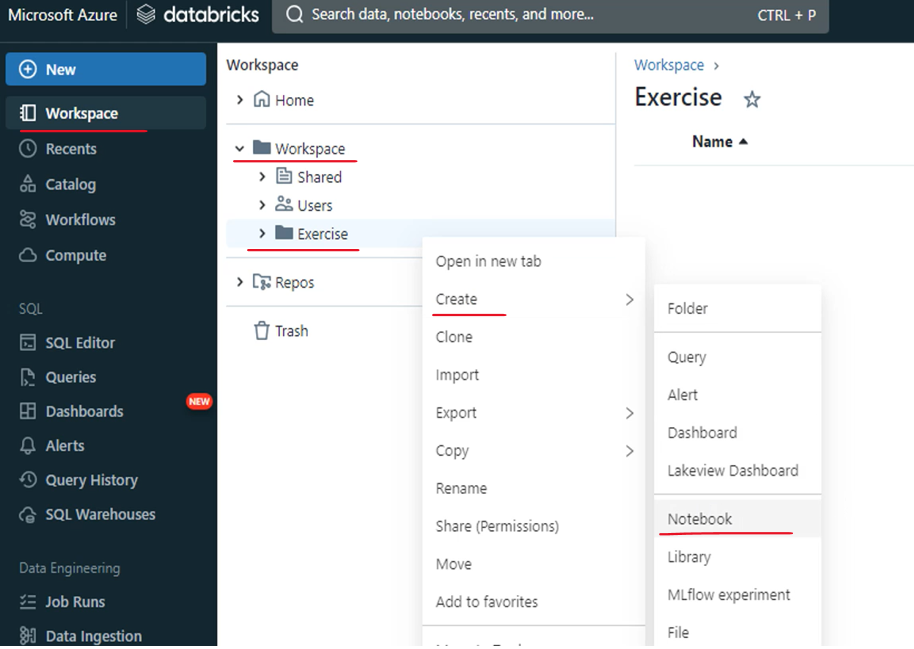 Microsoft Azure
databricks
Search data, notebooks, recents, and more...
CTRL + P
New
Workspace
Recents
Catalog
Workflows
Compute
SQL
SQL Editor
Queries
Dashboards
NEW
Alerts
Query History
SQL Warehouses
Data Engineering
Job Runs
Data Ingestion
Workspace
Home
Workspace
Shared
Users
Exercise
Repos
Trash
Workspace
Exercise
Name
Open in new tab
Create
Clone
Import
Export
Copy
Rename
Share (Permissions)
Move
Add to favorites
Folder
Query
Alert
Dashboard
Lakeview Dashboard
Notebook
Library
MLflow experiment
File